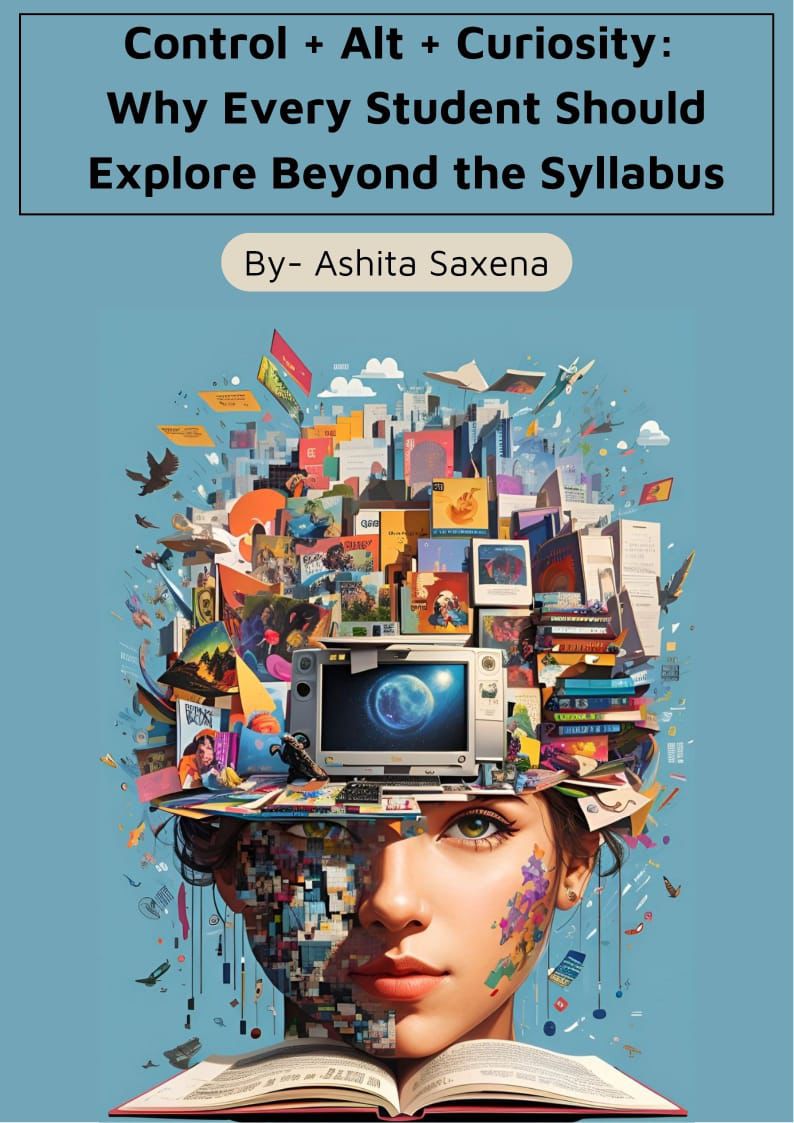 Control + Alt + Curiosity:
Why Every Student Should
Explore Beyond the Syllabus
By- Ashita Saxena